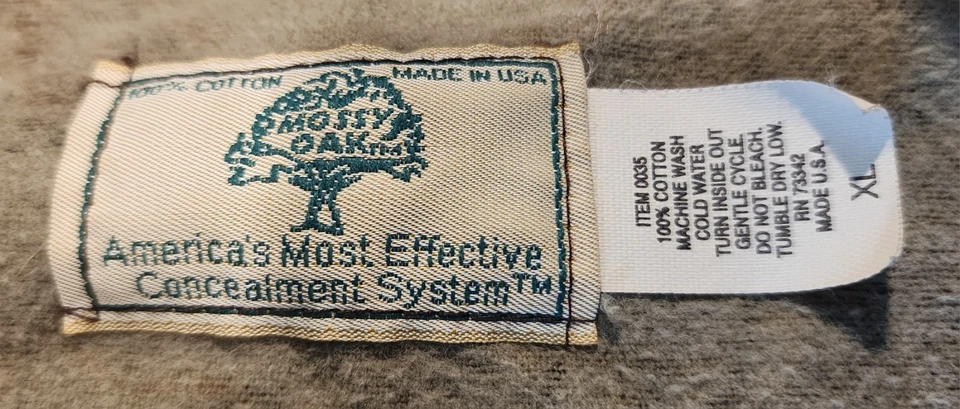 100% COTTON
MADE IN USA
MOSSY
OAK
America's Most Effective
Concealment System™
ITEM 0035
100% COTTON
MACHINE WASH
COLD WATER
TURN INSIDE OUT
GENTLE CYCLE.
DO NOT BLEACH.
TUMBLE DRY LOW.
RN 73342
MADE U.S.A.
XL